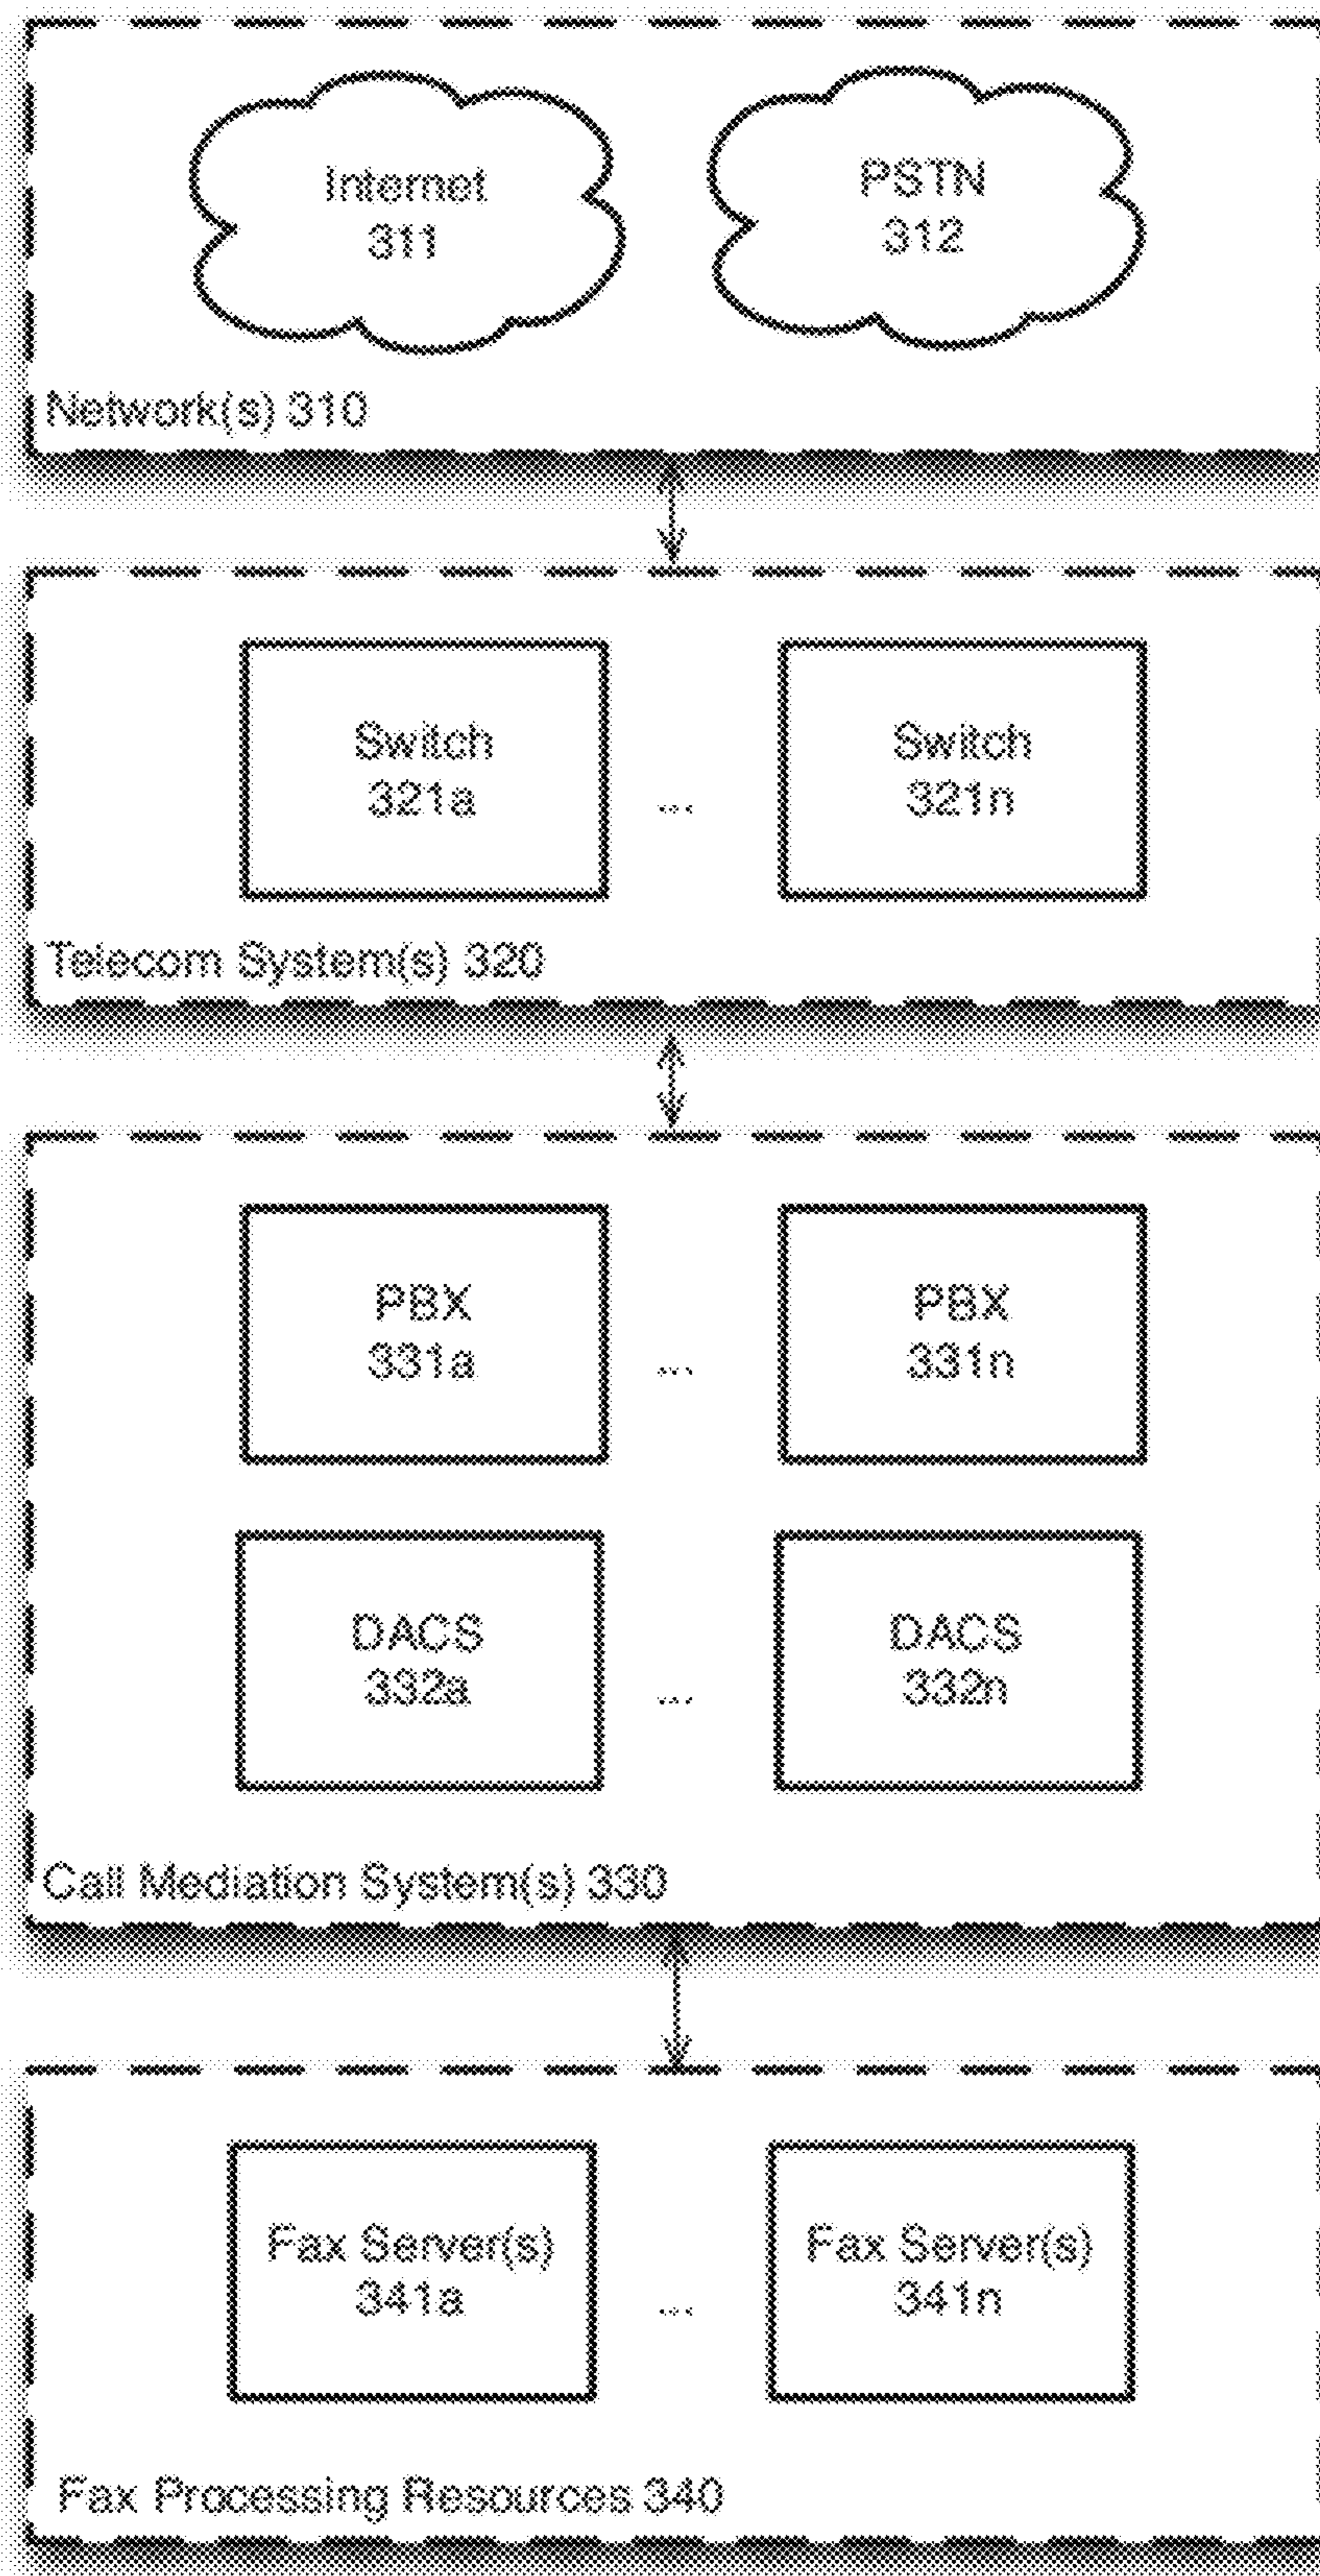 Internet
311
PSTN
312
Network(s) 310
Switch
321a
...
Switch
321n
Telecom System(s) 320
PBX
331a
...
PBX
331n
DACS
332a
...
DACS
332n
Call Mediation System(s) 330
Fax Server(s)
341a
...
Fax Server(s)
341n
Fax Processing Resources 340